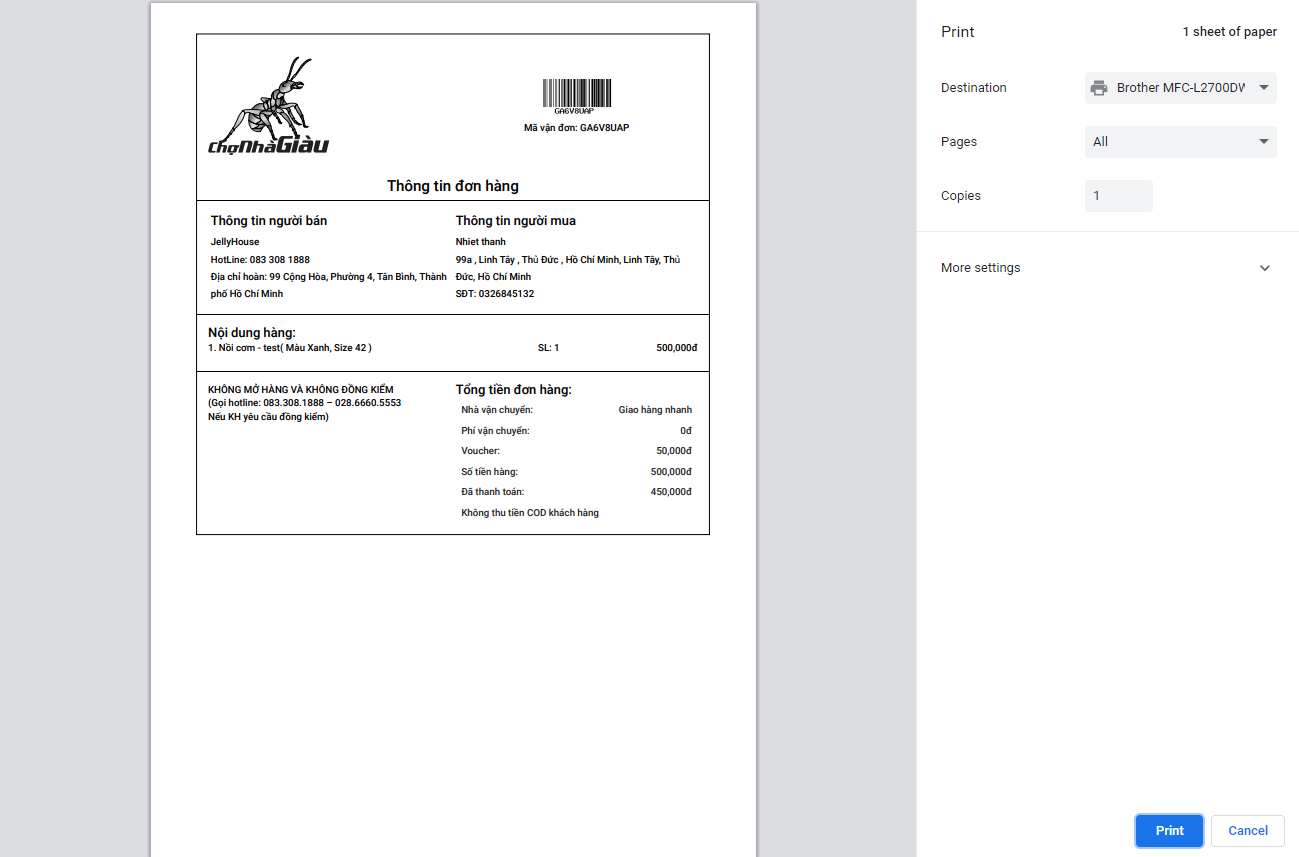 chợNhàGiàu
GA6V8UAP
Mã vận đơn: GA6V8UAP
Thông tin đơn hàng
Thông tin người bán
JellyHouse
HotLine: 083 308 1888
Địa chỉ hoàn: 99 Cộng Hòa, Phường 4, Tân Bình, Thành
phố Hồ Chí Minh
Thông tin người mua
Nhiet thanh
99a , Linh Tây , Thủ Đức , Hồ Chí Minh, Linh Tây, Thủ
Đức, Hồ Chí Minh
SĐT: 0326845132
Nội dung hàng:
1. Nồi cơm - test( Màu Xanh, Size 42 ) SL: 1 500,000đ
KHÔNG MỞ HÀNG VÀ KHÔNG ĐỒNG KIỂM
(Gọi hotline: 083.308.1888 – 028.6660.5553
Nếu KH yêu cầu đồng kiểm)
Tổng tiền đơn hàng:
Nhà vận chuyển: Giao hàng nhanh
Phí vận chuyển: 0đ
Voucher: 50,000đ
Số tiền hàng: 500,000đ
Đã thanh toán: 450,000đ
Không thu tiền COD khách hàng
Print 1 sheet of paper
Destination Brother MFC-L2700DW
Pages All
Copies 1
More settings
Print Cancel